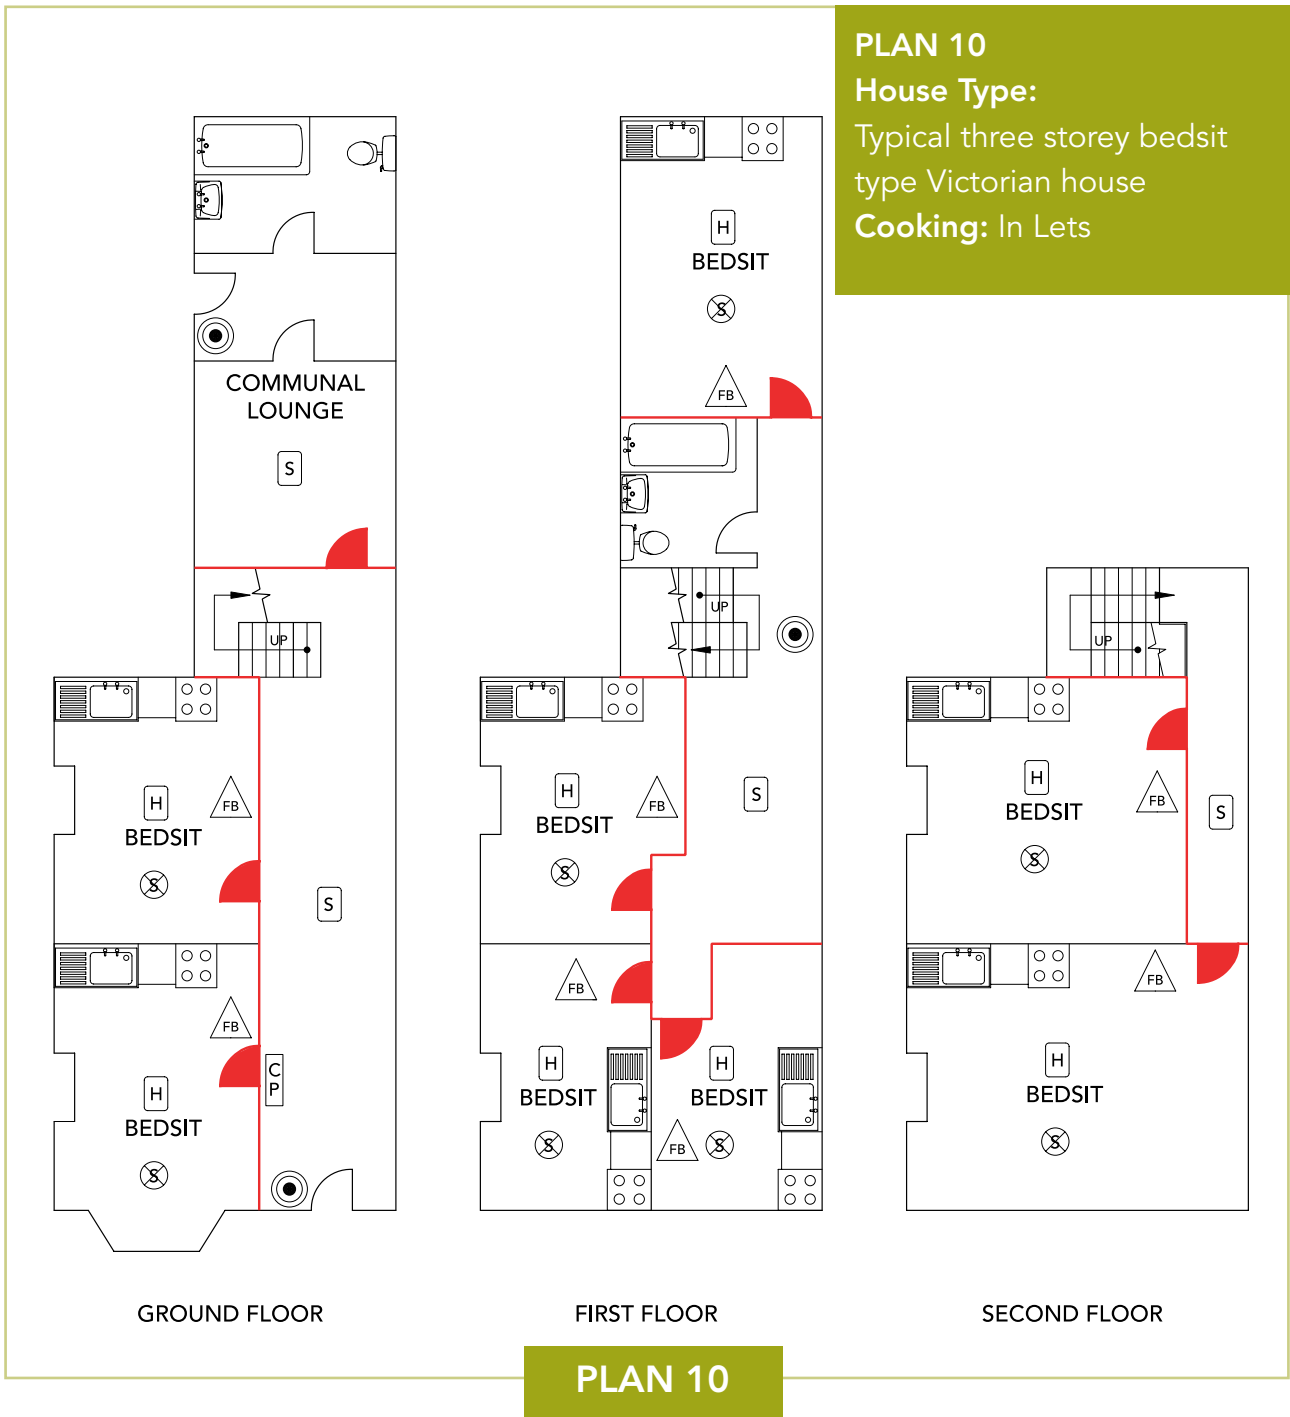 PLAN 10
House Type:
Typical three storey bedsit
type Victorian house
Cooking: In Lets
COMMUNAL
LOUNGE
S
UP
H
FB
BEDSIT
S
S
FB
C
P
H
BEDSIT
S
GROUND FLOOR
H
BEDSIT
S
FB
UP
H
FB
S
BEDSIT
S
FB
H
BEDSIT
S
H
BEDSIT
FB
S
FIRST FLOOR
UP
H
FB
BEDSIT
S
S
FB
H
BEDSIT
S
SECOND FLOOR
PLAN 10